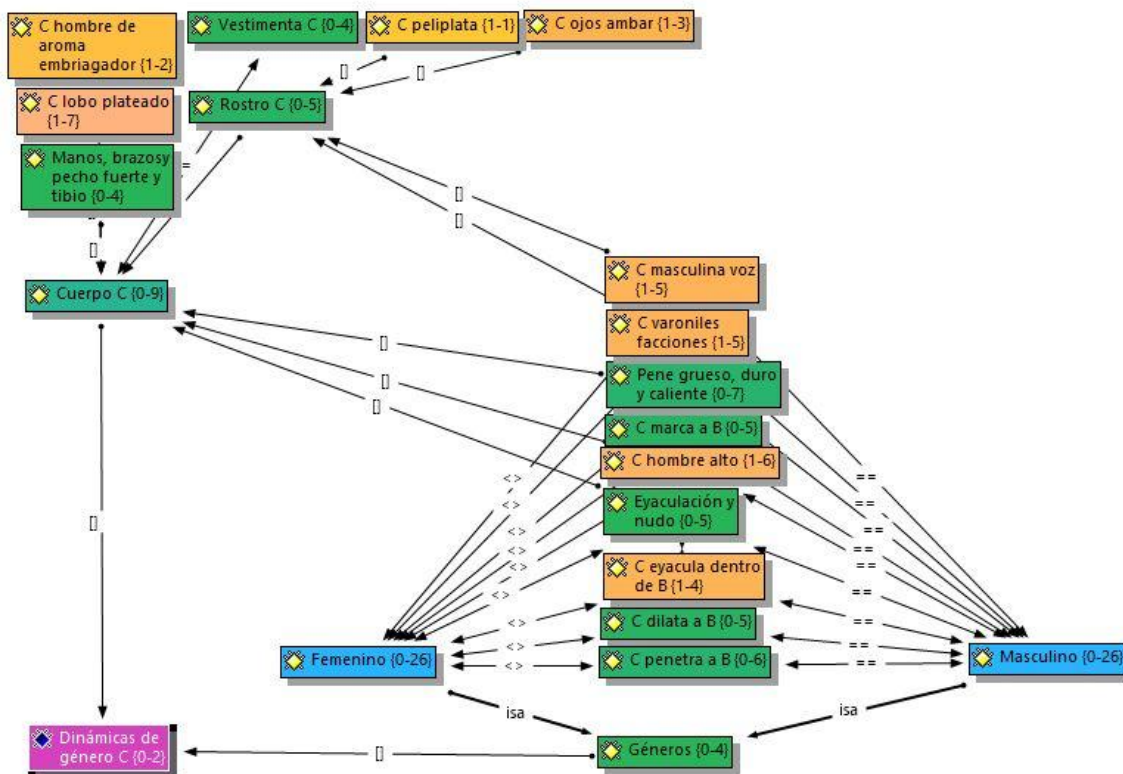 C hombre de
aroma
embriagador {1-2}
Vestimenta C {0-4}
C peliplata {1-1}
C ojos ambar {1-3}
[]
[]
C lobo plateado
{1-7}
Rostro C {0-5}
Manos, brazosy
pecho fuerte y
tibio {0-4}
=
[]
[]
[]
Cuerpo C {0-9}
C masculina voz
{1-5}
C varoniles
facciones {1-5}
[]
Pene grueso, duro
y caliente {0-7}
[]
[]
C marca a B {0-5}
C hombre alto {1-6}
<>
==
Eyaculación y
nudo {0-5}
<>
==
[]
<>
==
<>
==
<>
==
C eyacula dentro
de B {1-4}
<>
==
C dilata a B {0-5}
<>
==
Femenino {0-26}
<>
C penetra a B {0-6}
==
Masculino {0-26}
isa
isa
Dinámicas de
género C {0-2}
[]
Géneros {0-4}